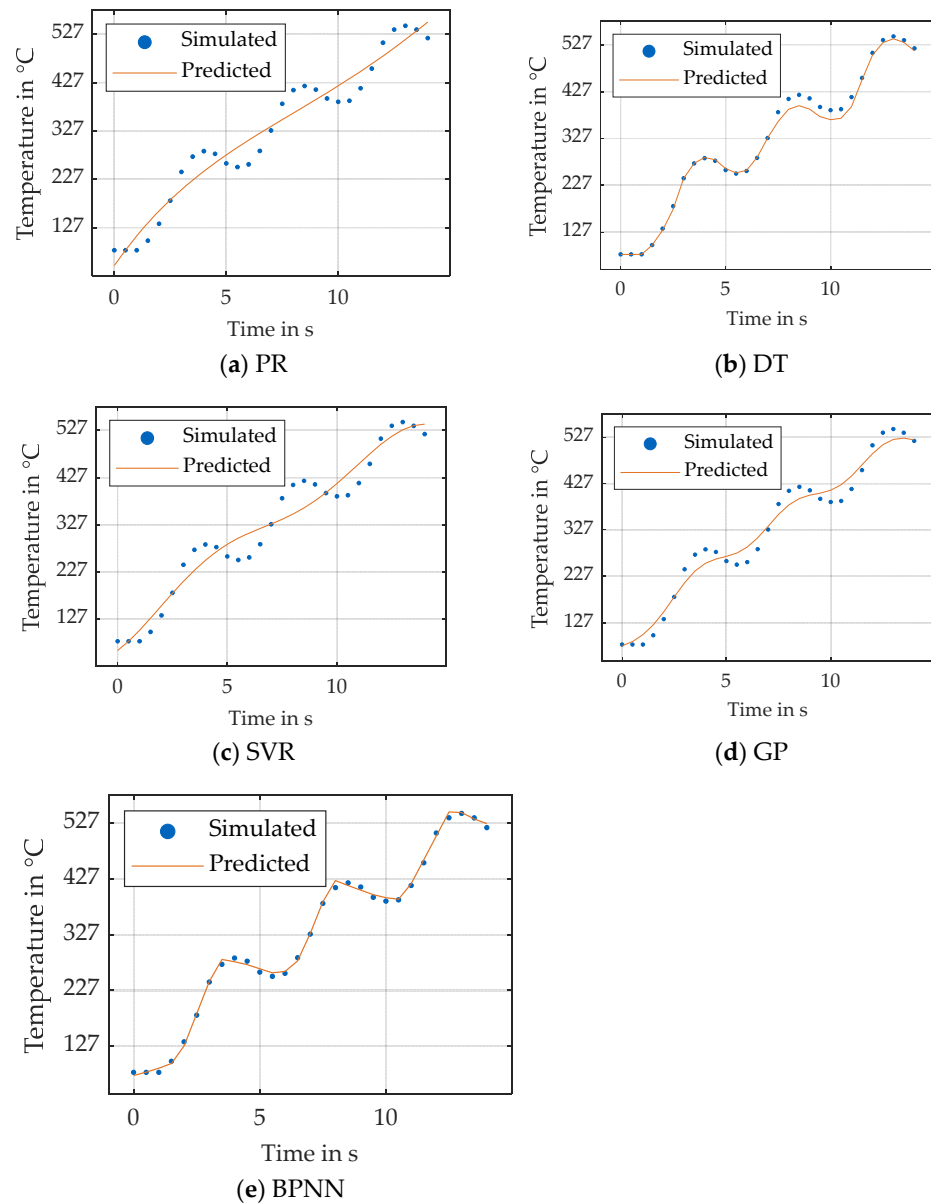 527
427
327
227
127
Temperature in °C
Simulated
Predicted
0
5
10
Time in s
(a) PR
527
427
327
227
127
Temperature in °C
Simulated
Predicted
0
5
10
Time in s
(b) DT
527
427
327
227
127
Temperature in °C
Simulated
Predicted
0
5
10
Time in s
(c) SVR
527
427
327
227
127
Temperature in °C
Simulated
Predicted
0
5
10
Time in s
(d) GP
527
427
327
227
127
Temperature in °C
Simulated
Predicted
0
5
10
Time in s
(e) BPNN